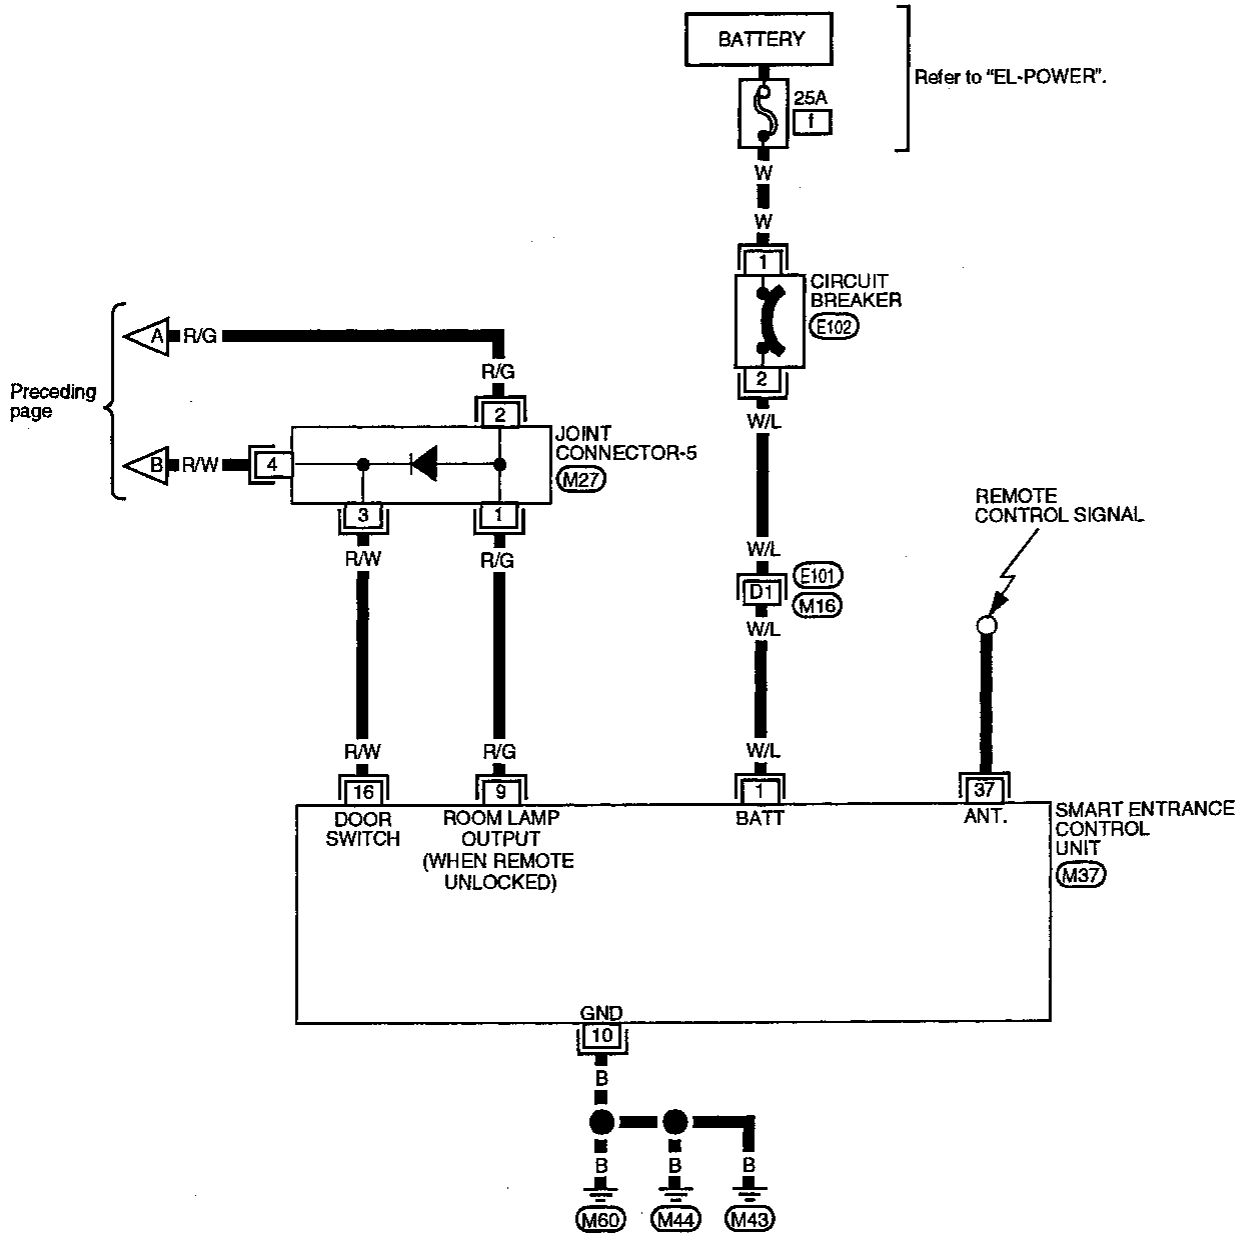 BATTERY
Refer to "EL-POWER".
25A
f
W
W
1
CIRCUIT
BREAKER
E102
2
W/L
Preceding
page
A
R/G
R/G
2
JOINT
CONNECTOR-5
M27
B
R/W
4
3
1
R/W
R/G
W/L
D1
E101
M16
W/L
REMOTE
CONTROL SIGNAL
R/W
R/G
W/L
16
9
1
37
DOOR
SWITCH
ROOM LAMP
OUTPUT
(WHEN REMOTE
UNLOCKED)
BATT
ANT.
SMART ENTRANCE
CONTROL
UNIT
M37
GND
10
B
B
B
B
M60
M44
M43